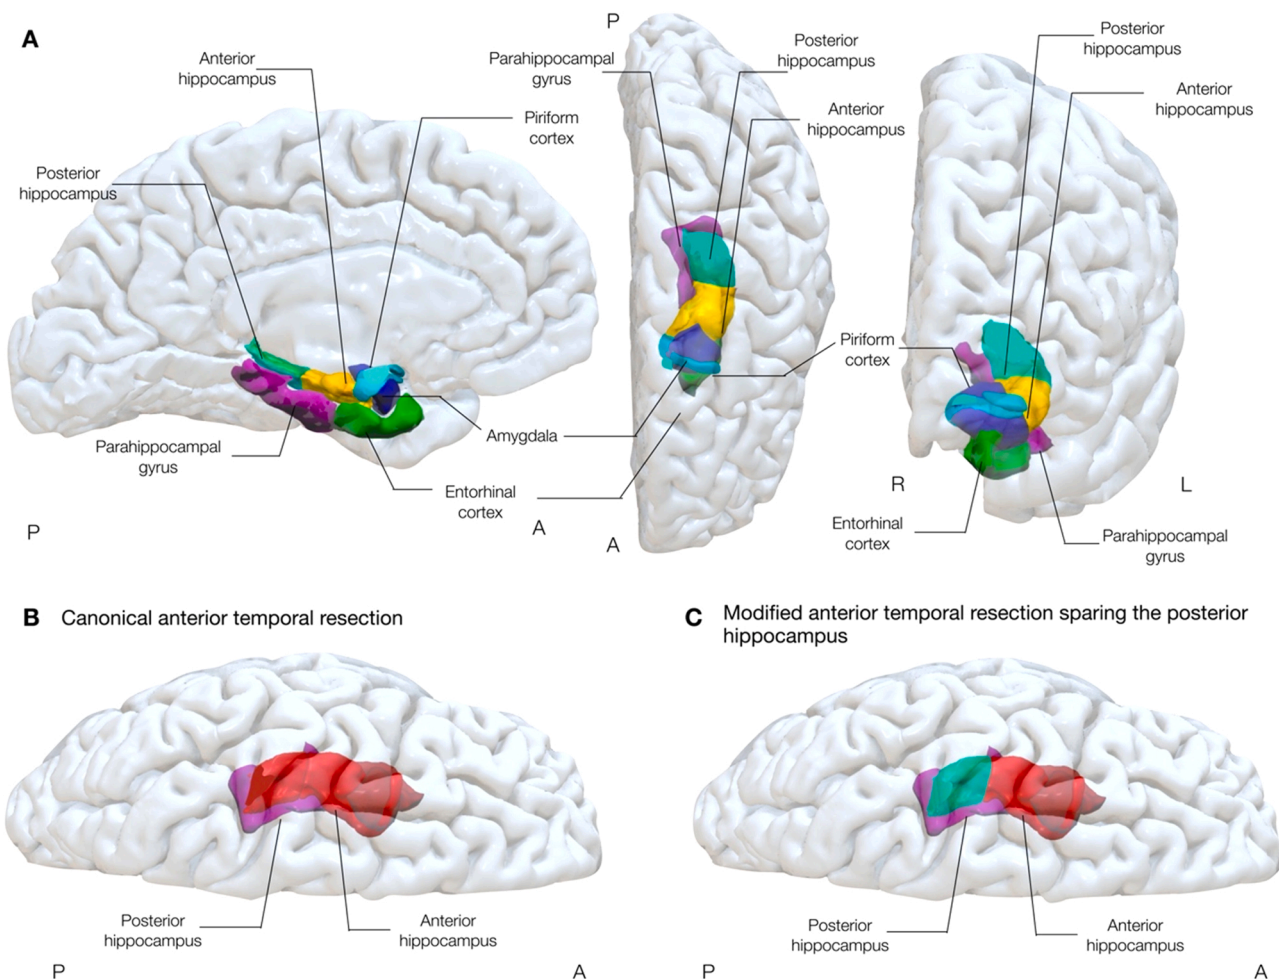 A
Anterior
hippocampus
Piriform
cortex
Posterior
hippocampus
Parahippocampal
gyrus
Amygdala
Entorhinal
cortex
P
A
P
Parahippocampal
gyrus
Posterior
hippocampus
Anterior
hippocampus
Piriform
cortex
A
Posterior
hippocampus
Anterior
hippocampus
R
L
Entorhinal
cortex
Parahippocampal
gyrus
B Canonical anterior temporal resection
Posterior
hippocampus
Anterior
hippocampus
P
A
C Modified anterior temporal resection sparing the posterior
hippocampus
Posterior
hippocampus
Anterior
hippocampus
P
A